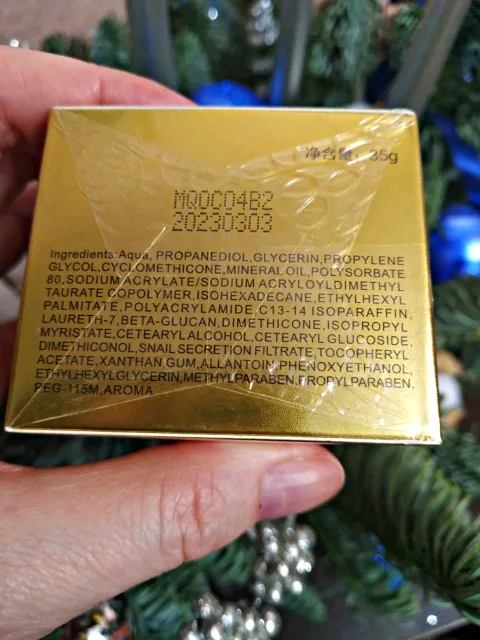 净含量：35g
MQOC04B2
20230303
Ingredients:Aqua, PROPANEDIOL,GLYCERIN,PROPYLENE
GLYCOL,CYCLOMETHICONE,MINERAL OIL,POLYSORBATE
80,SODIUM ACRYLATE/SODIUM ACRYLOYLDIMETHYL
TAURATE COPOLYMER,ISOHEXADECANE,ETHYLHEXYL
PALMITATE,POLYACRYLAMIDE,C13-14 ISOPARAFFIN,
LAURETH-7,BETA-GLUCAN,DIMETHICONE,ISOPROPYL
MYRISTATE,CETEARYL ALCOHOL,CETEARYL GLUCOSIDE,
DIMETHICONOL,SNAIL SECRETION FILTRATE,TOCOPHERYL
ACETATE,XANTHAN GUM,ALLANTOIN,PHENOXYETHANOL,
ETHYLHEXYLGLYCERIN,METHYLPARABEN,PROPYLPARABEN,
PEG-115M,AROMA